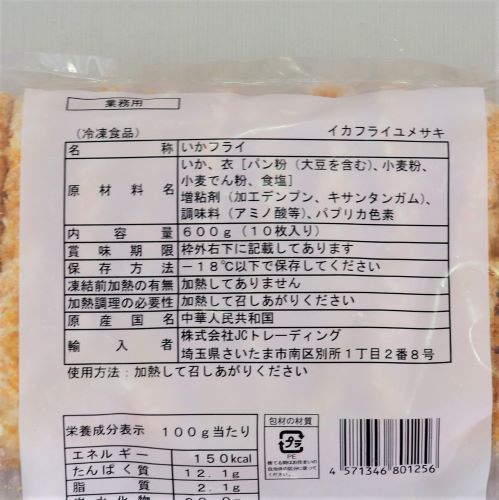 業務用
(冷凍食品) イカフライユメサキ
名称 いかフライ
原材料名 いか、衣［パン粉（大豆を含む）、小麦粉、
小麦でん粉、食塩］
増粘剤（加工デンプン、キサンタンガム）、
調味料（アミノ酸等）、パプリカ色素
内容量 600g（10枚入り）
賞味期限 枠外右下に記載してあります
保存方法 −18℃以下で保存してください
凍結前加熱の有無 加熱してありません
加熱調理の必要性 加熱して召しあがりください
原産国名 中華人民共和国
輸入者 株式会社JCトレーディング
埼玉県さいたま市南区別所1丁目2番8号
使用方法：加熱して召しあがりください
栄養成分表示 100g当たり
エネルギー 150kcal
たんぱく質 12.1g
脂質 2.1g
炭水化物
包材の材質
プラ
PE
4 571346 801256